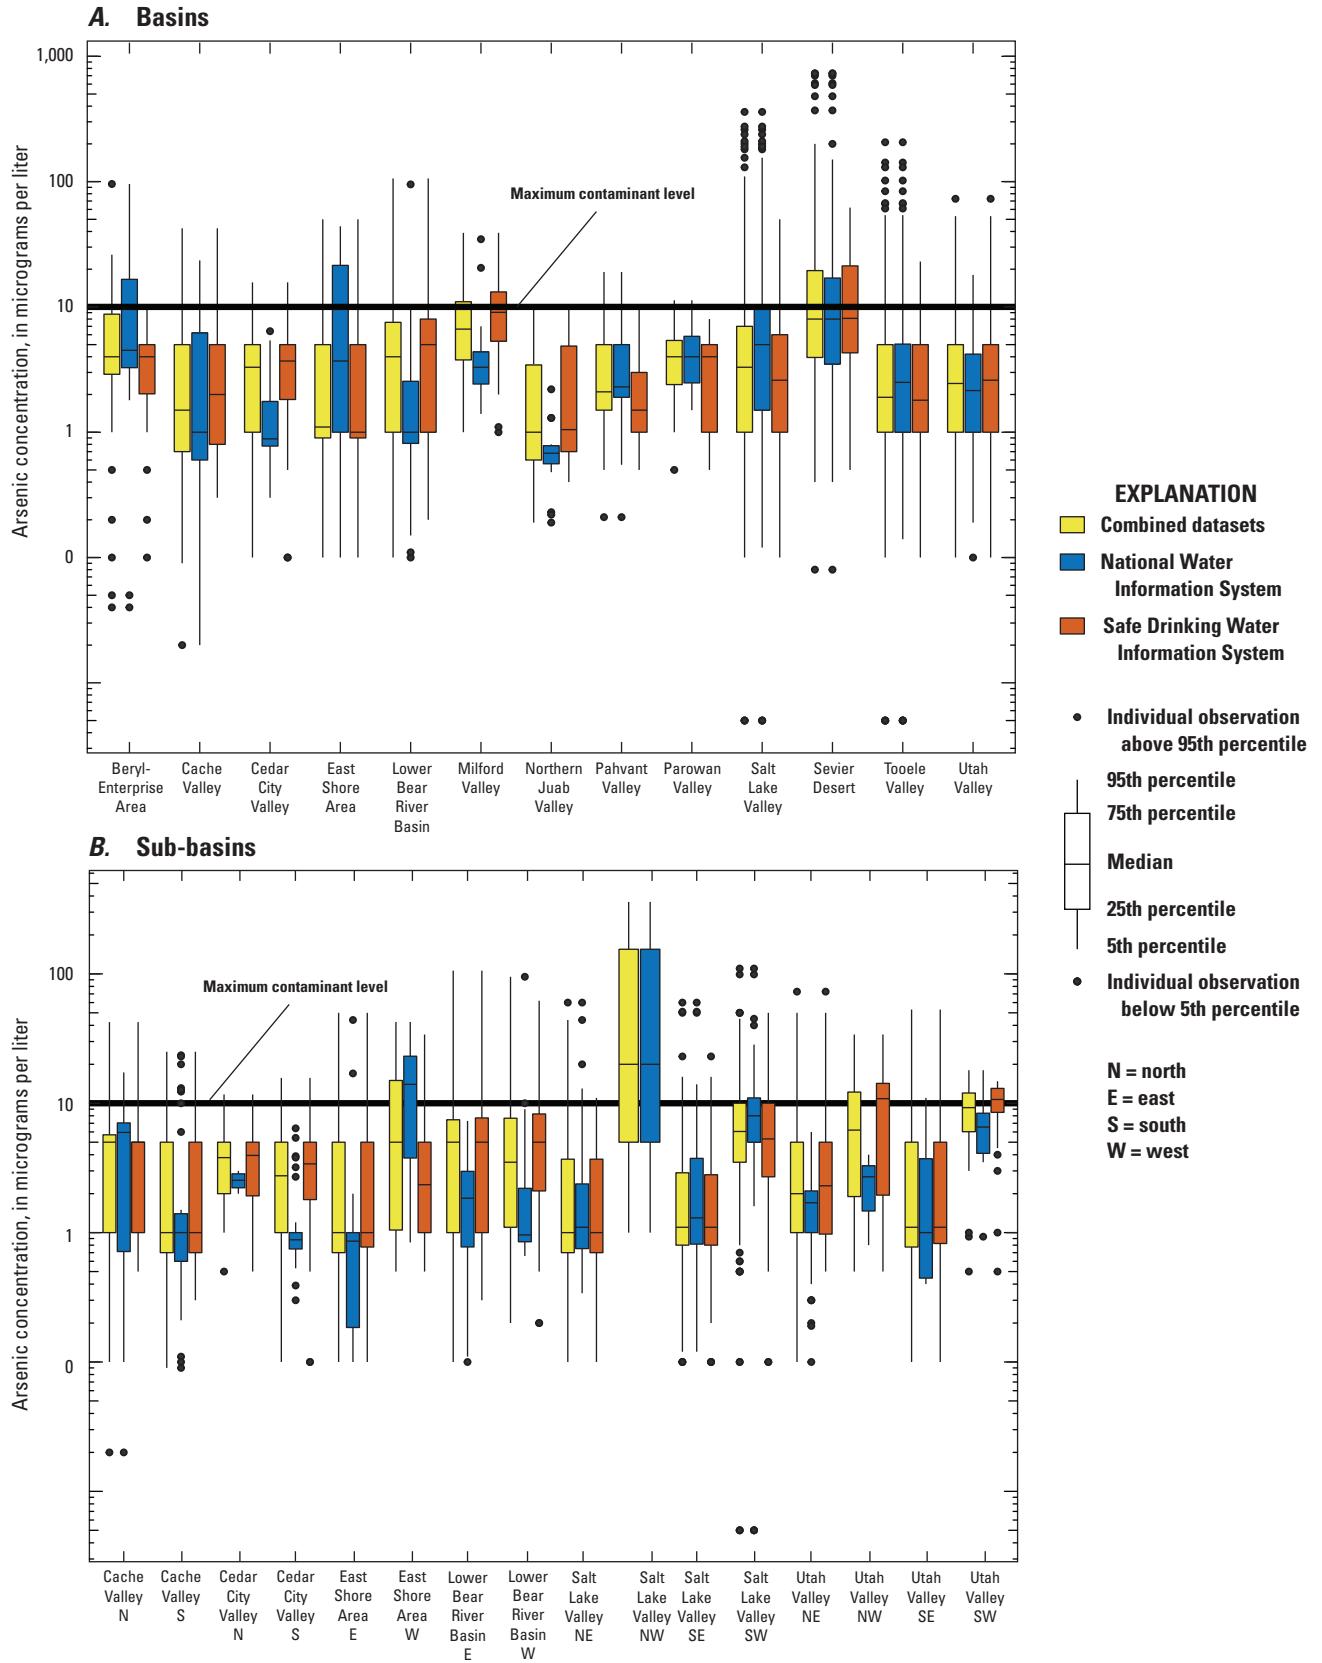 A. Basins
1,000
100
10
1
0
Arsenic concentration, in micrograms per liter
Maximum contaminant level
Beryl-
Enterprise
Area
Cache
Valley
Cedar
City
Valley
East
Shore
Area
Lower
Bear
River
Basin
Milford
Valley
Northern
Juab
Valley
Pahvant
Valley
Parowan
Valley
Salt
Lake
Valley
Sevier
Desert
Tooele
Valley
Utah
Valley
B. Sub-basins
100
10
1
0
Arsenic concentration, in micrograms per liter
Maximum contaminant level
Cache
Valley
N
Cache
Valley
S
Cedar
City
Valley
N
Cedar
City
Valley
S
East
Shore
Area
E
East
Shore
Area
W
Lower
Bear
River
Basin
E
Lower
Bear
River
Basin
W
Salt
Lake
Valley
NE
Salt
Lake
Valley
NW
Salt
Lake
Valley
SE
Salt
Lake
Valley
SW
Utah
Valley
NE
Utah
Valley
NW
Utah
Valley
SE
Utah
Valley
SW
EXPLANATION
Combined datasets
National Water
Information System
Safe Drinking Water
Information System
Individual observation
above 95th percentile
95th percentile
75th percentile
Median
25th percentile
5th percentile
Individual observation
below 5th percentile
N = north
E = east
S = south
W = west